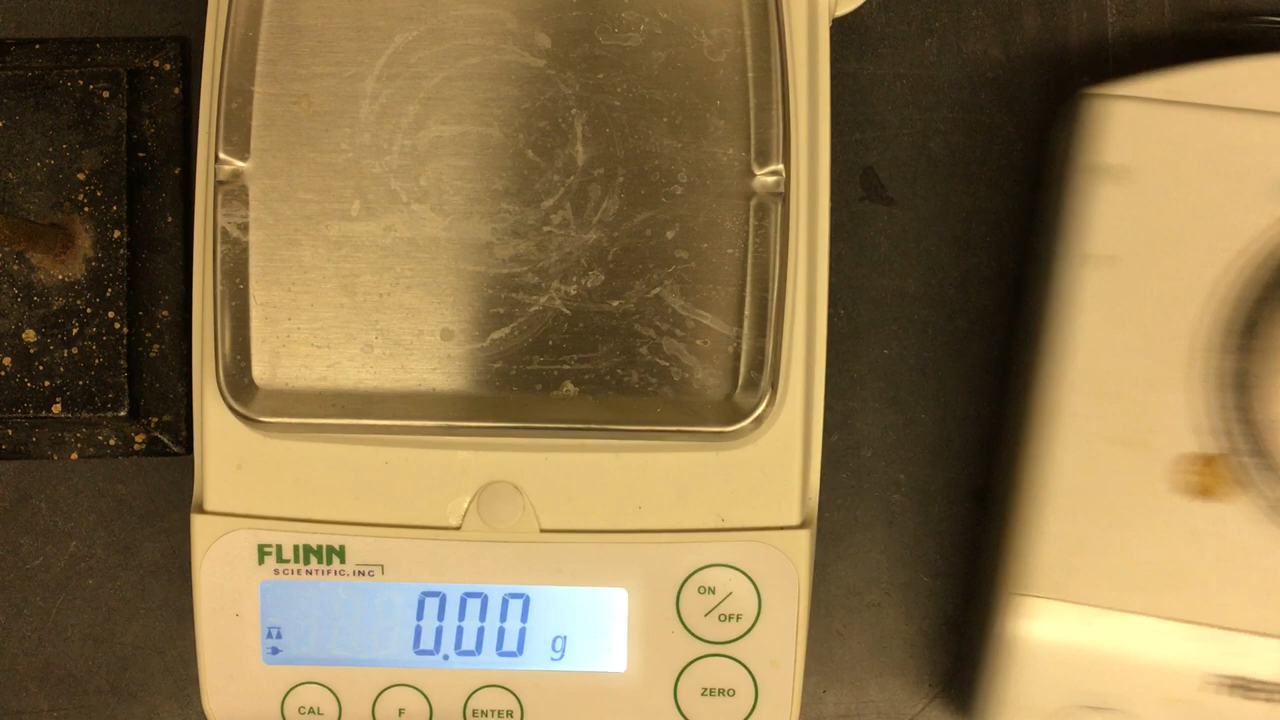 FLINN
SCIENTIFIC, INC
0.00 g
ON/OFF
ZERO
CAL
F
ENTER